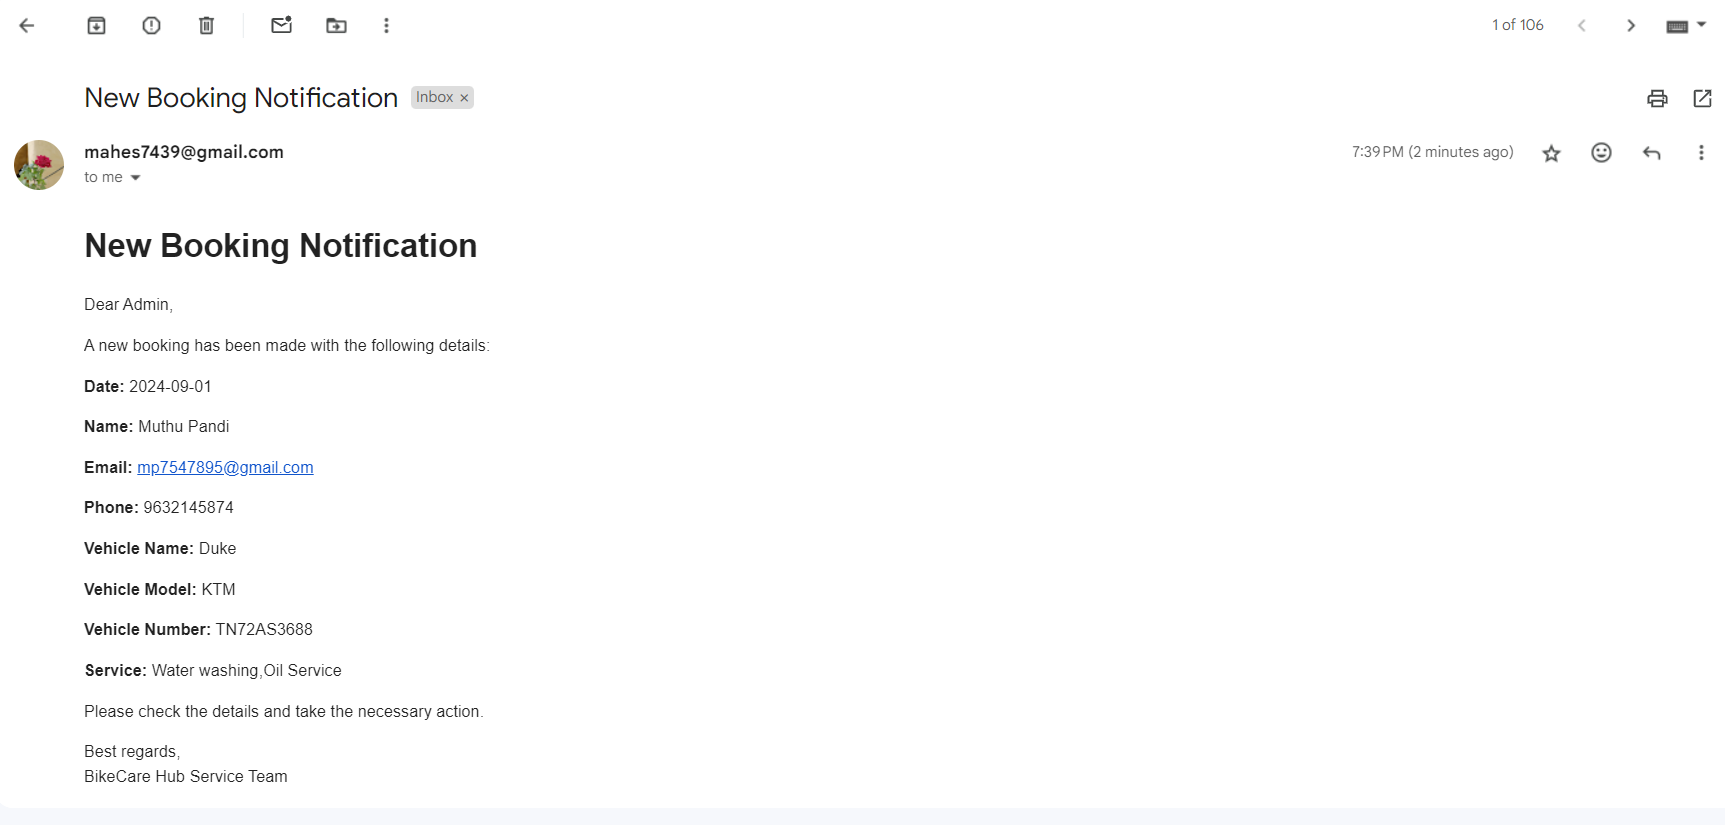 1 of 106
New Booking Notification Inbox ×
mahes7439@gmail.com 7:39 PM (2 minutes ago)
to me
New Booking Notification
Dear Admin,
A new booking has been made with the following details:
Date: 2024-09-01
Name: Muthu Pandi
Email: mp7547895@gmail.com
Phone: 9632145874
Vehicle Name: Duke
Vehicle Model: KTM
Vehicle Number: TN72AS3688
Service: Water washing,Oil Service
Please check the details and take the necessary action.
Best regards,
BikeCare Hub Service Team